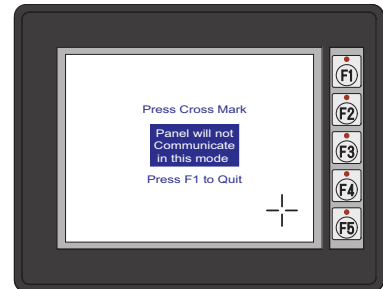 Press Cross Mark
Panel will not
Communicate
in this mode
Press F1 to Quit
F1
F2
F3
F4
F5